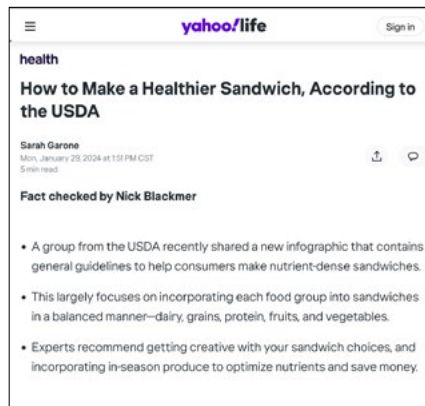 yahoo!life
Sign in
health
How to Make a Healthier Sandwich, According to
the USDA
Sarah Garone
Mon, January 29, 2024 at 1:51 PM CST
5 min read
Fact checked by Nick Blackmer
• A group from the USDA recently shared a new infographic that contains
general guidelines to help consumers make nutrient-dense sandwiches.
• This largely focuses on incorporating each food group into sandwiches
in a balanced manner—dairy, grains, protein, fruits, and vegetables.
• Experts recommend getting creative with your sandwich choices, and
incorporating in-season produce to optimize nutrients and save money.